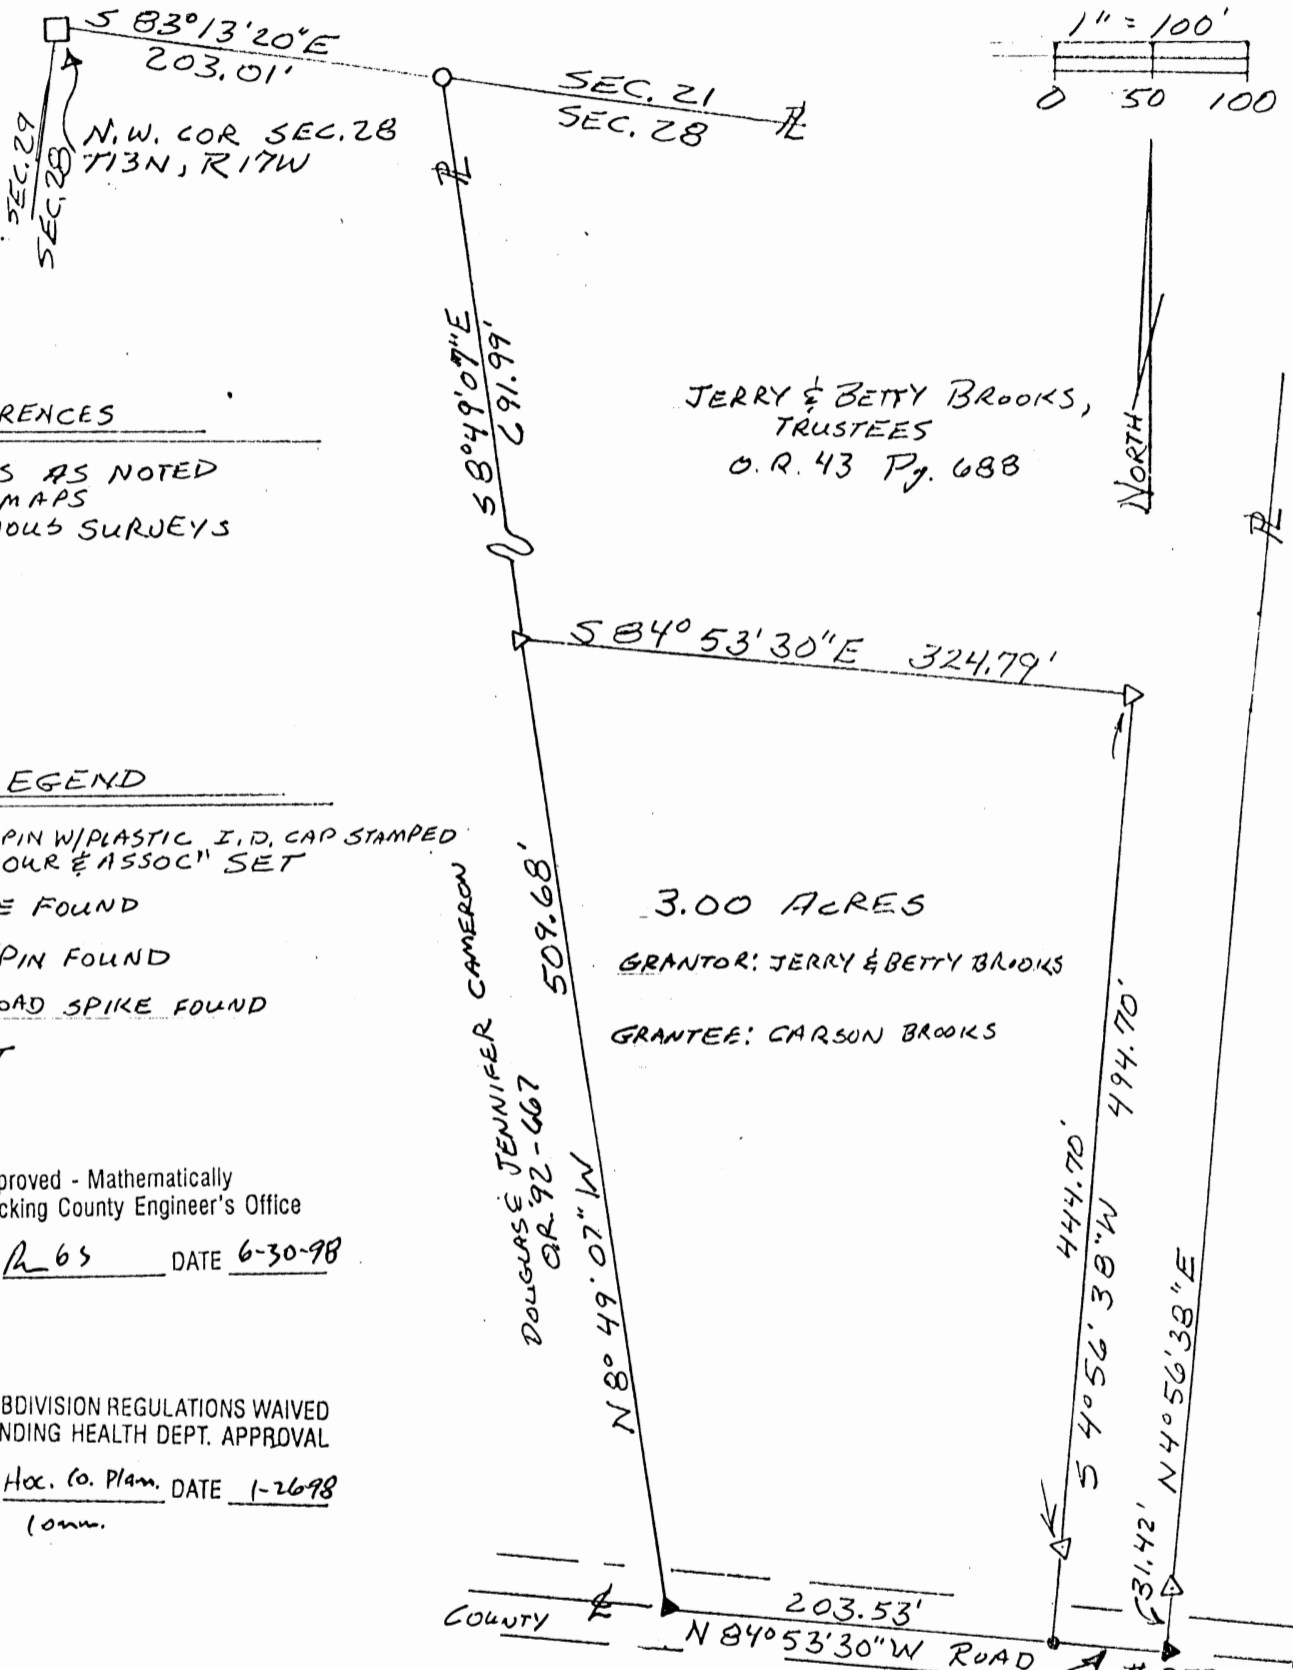 S 83°13'20"E
203.01'
1" = 100'
0 50 100
SEC. 21
SEC. 28
SEC. 29
SEC. 28
N.W. COR SEC. 28
T13N, R17W
S 8°49'07"E
691.99'
JERRY & BETTY BROOKS,
TRUSTEES
O.R. 43 Pg. 688
NORTH
RENCES
S AS NOTED
MAPS
IOUS SURVEYS
S 84° 53' 30"E 324.79'
EGEND
PIN W/PLASTIC I.D. CAP STAMPED
OUR & ASSOC" SET
E FOUND
PIN FOUND
OAD SPIKE FOUND
T
3.00 ACRES
GRANTOR: JERRY & BETTY BROOKS
GRANTEE: CARSON BROOKS
509.68'
N 8° 49' 07" W
DOUGLAS & JENNIFER CAMERON
O.R. 92-667
494.70'
444.70'
S 4°56' 38"W
N 4°56'38"E
31.42'
proved - Mathematically
cking County Engineer's Office
DATE 6-30-98
BDIVISION REGULATIONS WAIVED
NDING HEALTH DEPT. APPROVAL
Hoc. Co. Plan. DATE 1-26-98
Comm.
203.53'
COUNTY
N 84°53'30"W ROAD